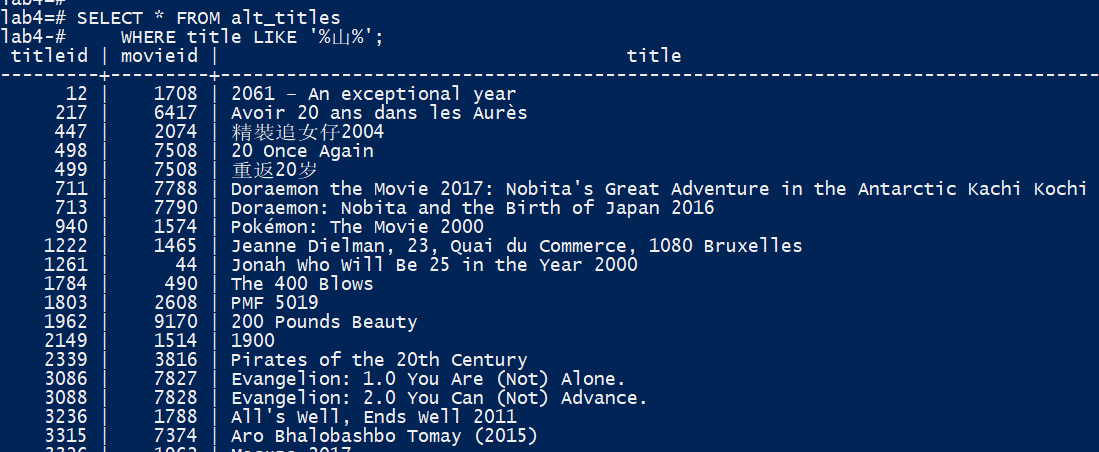 lab4=# SELECT * FROM alt_titles
lab4-#     WHERE title LIKE '%山%';
 titleid | movieid |                                      title
---------+---------+--------------------------------------------------------------------------------
      12 |    1708 | 2061 - An exceptional year
     217 |    6417 | Avoir 20 ans dans les Aurès
     447 |    2074 | 精裝追女仔2004
     498 |    7508 | 20 Once Again
     499 |    7508 | 重返20岁
     711 |    7788 | Doraemon the Movie 2017: Nobita's Great Adventure in the Antarctic Kachi Kochi
     713 |    7790 | Doraemon: Nobita and the Birth of Japan 2016
     940 |    1574 | Pokémon: The Movie 2000
    1222 |    1465 | Jeanne Dielman, 23, Quai du Commerce, 1080 Bruxelles
    1261 |      44 | Jonah Who Will Be 25 in the Year 2000
    1784 |     490 | The 400 Blows
    1803 |    2608 | PMF 5019
    1962 |    9170 | 200 Pounds Beauty
    2149 |    1514 | 1900
    2339 |    3816 | Pirates of the 20th Century
    3086 |    7827 | Evangelion: 1.0 You Are (Not) Alone.
    3088 |    7828 | Evangelion: 2.0 You Can (Not) Advance.
    3236 |    1788 | All's Well, Ends Well 2011
    3315 |    7374 | Aro Bhalobashbo Tomay (2015)